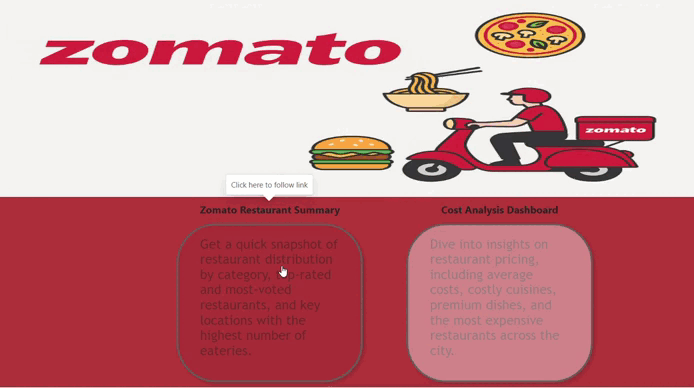 zomato
zomato
Click here to follow link
Zomato Restaurant Summary
Cost Analysis Dashboard
Get a quick snapshot of
restaurant distribution
by category, top-rated
and most-voted
restaurants, and key
locations with the
highest number of
eateries.
Dive into insights on
restaurant pricing,
including average
costs, costly cuisines,
premium dishes, and
the most expensive
restaurants across the
city.